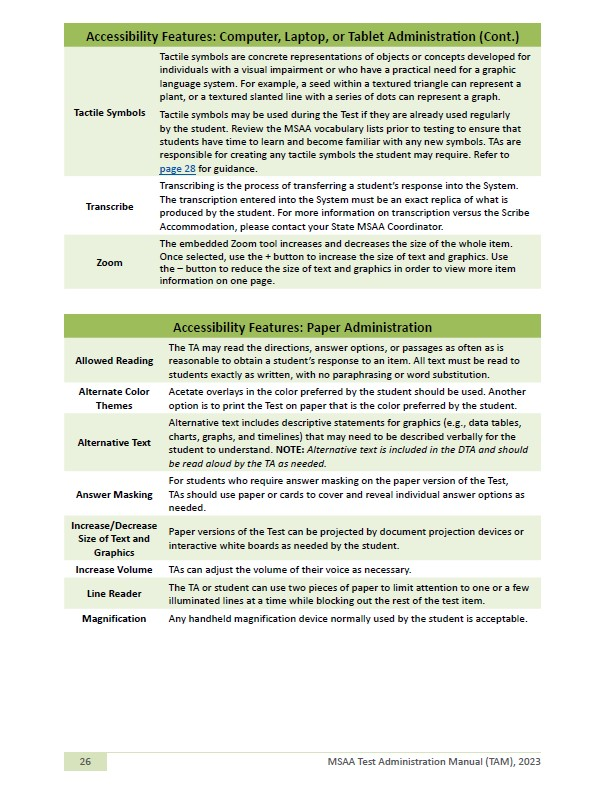 Accessibility Features: Computer, Laptop, or Tablet Administration (Cont.)
Tactile Symbols
Tactile symbols are concrete representations of objects or concepts developed for
individuals with a visual impairment or who have a practical need for a graphic
language system. For example, a seed within a textured triangle can represent a
plant, or a textured slanted line with a series of dots can represent a graph.
Tactile symbols may be used during the Test if they are already used regularly
by the student. Review the MSAA vocabulary lists prior to testing to ensure that
students have time to learn and become familiar with any new symbols. TAs are
responsible for creating any tactile symbols the student may require. Refer to
page 28 for guidance.
Transcribe
Transcribing is the process of transferring a student's response into the System.
The transcription entered into the System must be an exact replica of what is
produced by the student. For more information on transcription versus the Scribe
Accommodation, please contact your State MSAA Coordinator.
Zoom
The embedded Zoom tool increases and decreases the size of the whole item.
Once selected, use the + button to increase the size of text and graphics. Use
the – button to reduce the size of text and graphics in order to view more item
information on one page.
Accessibility Features: Paper Administration
Allowed Reading
The TA may read the directions, answer options, or passages as often as is
reasonable to obtain a student's response to an item. All text must be read to
students exactly as written, with no paraphrasing or word substitution.
Alternate Color
Themes
Acetate overlays in the color preferred by the student should be used. Another
option is to print the Test on paper that is the color preferred by the student.
Alternative Text
Alternative text includes descriptive statements for graphics (e.g., data tables,
charts, graphs, and timelines) that may need to be described verbally for the
student to understand. NOTE: Alternative text is included in the DTA and should
be read aloud by the TA as needed.
Answer Masking
For students who require answer masking on the paper version of the Test,
TAs should use paper or cards to cover and reveal individual answer options as
needed.
Increase/Decrease
Size of Text and
Graphics
Paper versions of the Test can be projected by document projection devices or
interactive white boards as needed by the student.
Increase Volume
TAs can adjust the volume of their voice as necessary.
Line Reader
The TA or student can use two pieces of paper to limit attention to one or a few
illuminated lines at a time while blocking out the rest of the test item.
Magnification
Any handheld magnification device normally used by the student is acceptable.
26
MSAA Test Administration Manual (TAM), 2023